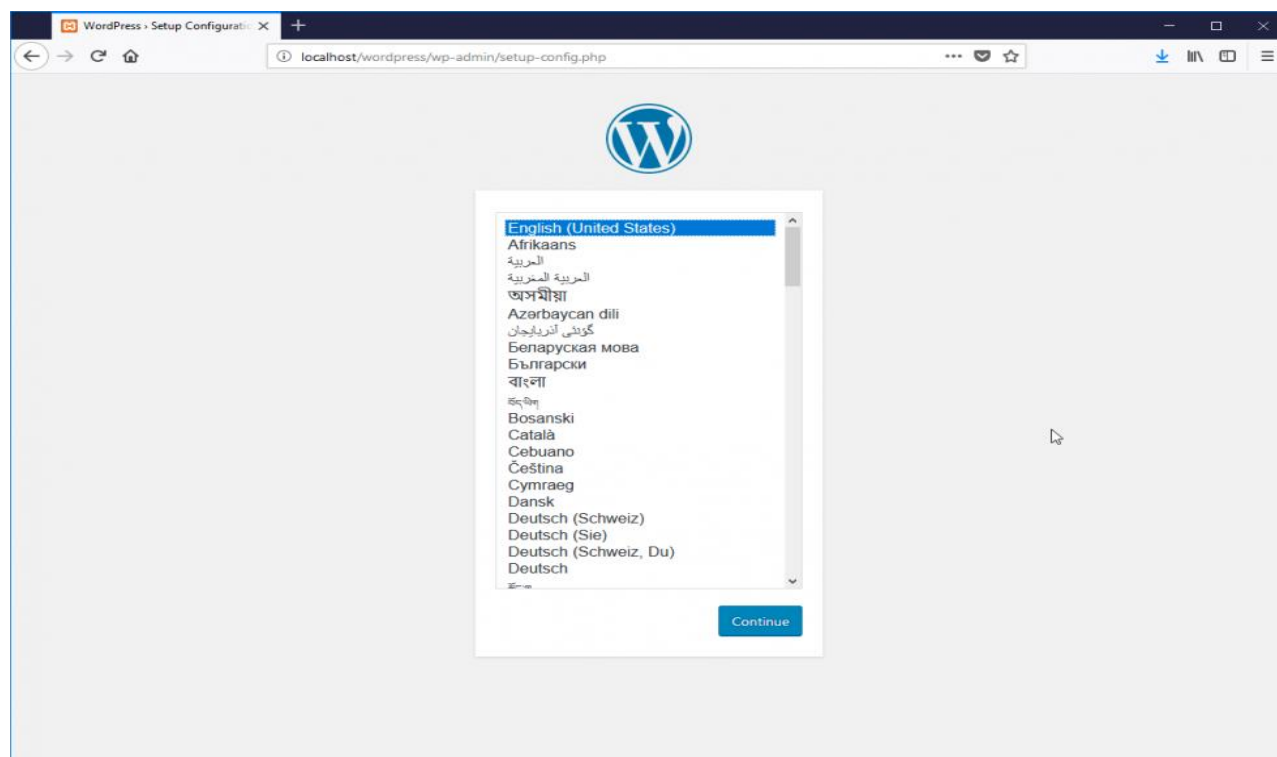 WordPress › Setup Configuratic
localhost/wordpress/wp-admin/setup-config.php
English (United States)
Afrikaans
العربية
العربية المغربية
অসমীয়া
Azərbaycan dili
گؤنئی آذربایجان
Беларуская мова
Български
বাংলা
བོད་ཡིག
Bosanski
Català
Cebuano
Čeština
Cymraeg
Dansk
Deutsch (Schweiz)
Deutsch (Sie)
Deutsch (Schweiz, Du)
Deutsch
Continue